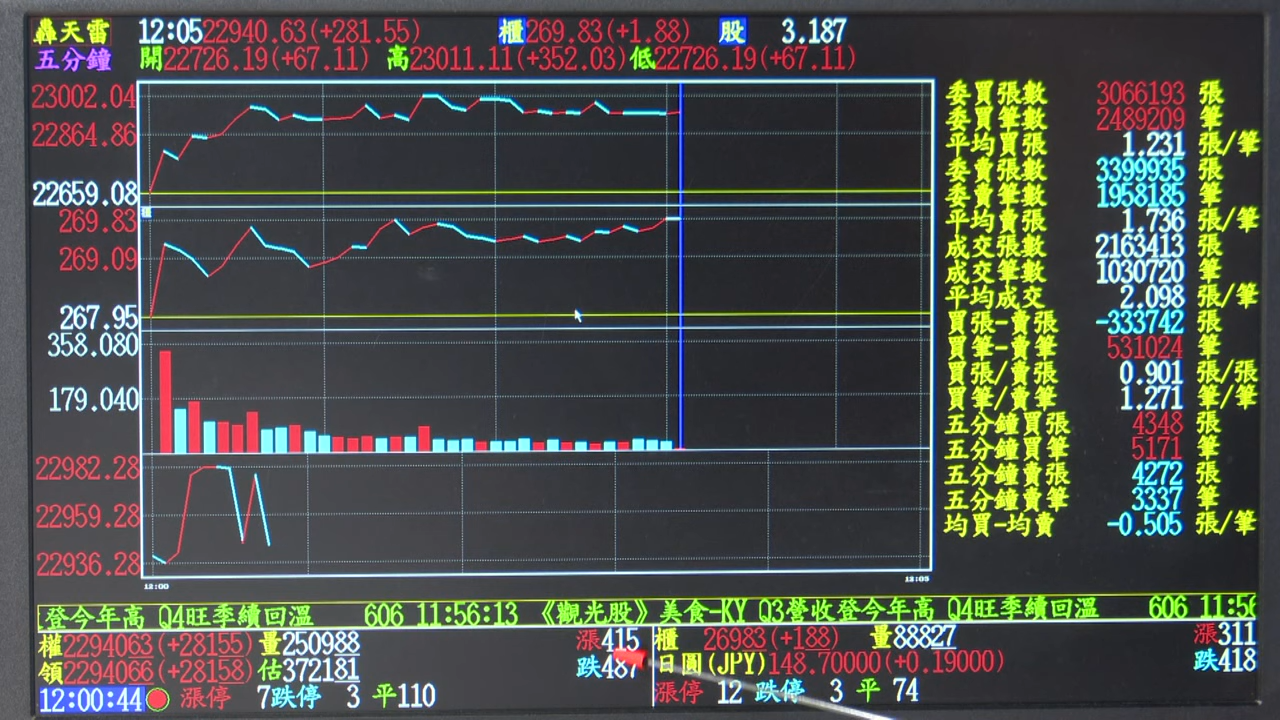 轟天雷 12:05 22940.63(+281.55) 櫃269.83(+1.88) 股 3.187
五分鐘 開22726.19(+67.11) 高23011.11(+352.03)低22726.19(+67.11)
23002.04
22864.86
22659.08
櫃
269.83
269.09
267.95
358.080
179.040
22982.28
22959.28
22936.28
12:00 12:05
委買張數 3066193 張
委買筆數 2489209 筆
平均買張 1.231 張/筆
委賣張數 3399935 張
委賣筆數 1958185 筆
平均賣張 1.736 張/筆
成交張數 2163413 張
成交筆數 1030720 筆
平均成交 2.098 張/筆
買張-賣張 -333742 張
買筆-賣筆 531024 筆
買張/賣張 0.901 張/張
買筆/賣筆 1.271 筆/筆
五分鐘買張 4348 張
五分鐘買筆 5171 筆
五分鐘賣張 4272 張
五分鐘賣筆 3337 筆
均買-均賣 -0.505 張/筆
登今年高 Q4旺季續回溫 606 11:56:13 《觀光股》美食-KY Q3營收登今年高 Q4旺季續回溫 606 11:56
權2294063(+28155) 量250988 漲415 櫃 26983(+188) 量88827 漲311
領2294066(+28158) 估372181 跌487 日圓(JPY)148.70000(+0.19000) 跌418
12:00:44 漲停 7跌停 3 平110 漲停 12 跌停 3 平 74